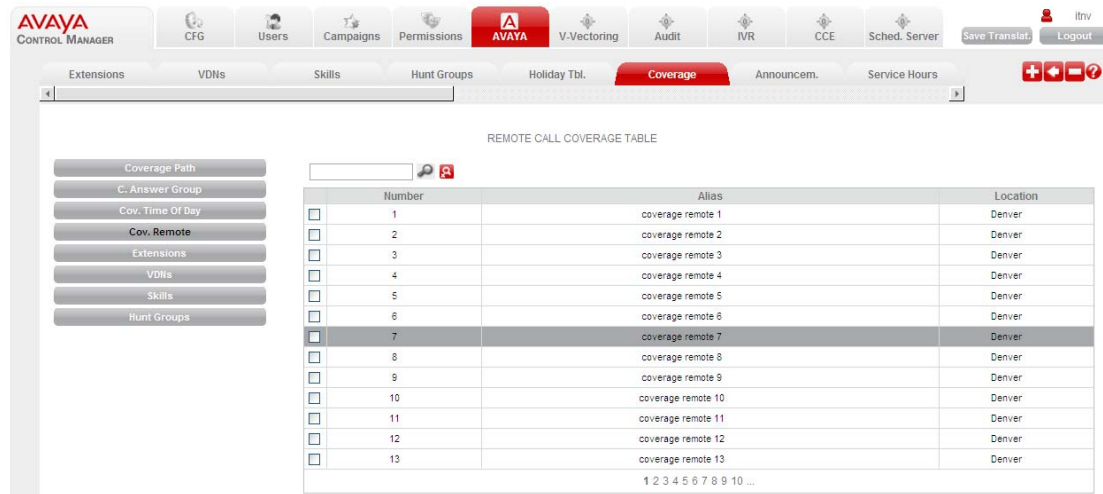 AVAYA
CONTROL MANAGER
CFG Users Campaigns Permissions AVAYA V-Vectoring Audit IVR CCE Sched. Server
itnv
Save Translat. Logout
Extensions VDNs Skills Hunt Groups Holiday Tbl. Coverage Announcem. Service Hours
REMOTE CALL COVERAGE TABLE
Coverage Path
C. Answer Group
Cov. Time Of Day
Cov. Remote
Extensions
VDNs
Skills
Hunt Groups
Number Alias Location
1 coverage remote 1 Denver
2 coverage remote 2 Denver
3 coverage remote 3 Denver
4 coverage remote 4 Denver
5 coverage remote 5 Denver
6 coverage remote 6 Denver
7 coverage remote 7 Denver
8 coverage remote 8 Denver
9 coverage remote 9 Denver
10 coverage remote 10 Denver
11 coverage remote 11 Denver
12 coverage remote 12 Denver
13 coverage remote 13 Denver
1 2 3 4 5 6 7 8 9 10 ...